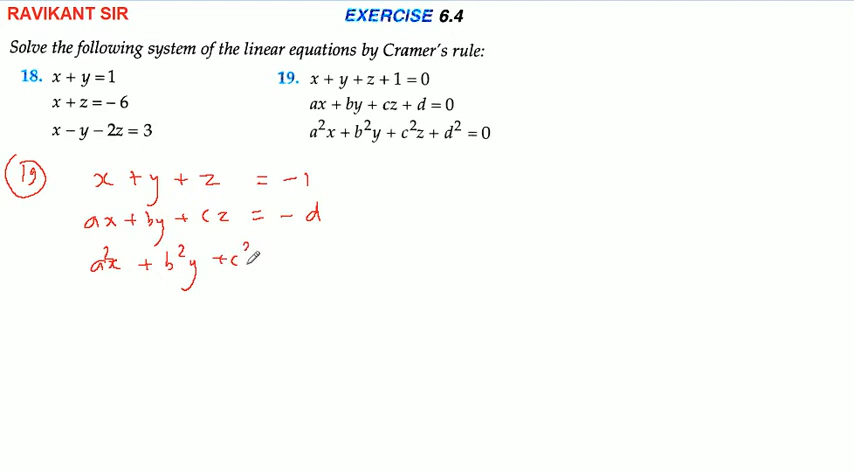 RAVIKANT SIR
EXERCISE 6.4
Solve the following system of the linear equations by Cramer's rule:
18. x + y = 1
x + z = – 6
x – y – 2z = 3
19. x + y + z + 1 = 0
ax + by + cz + d = 0
a²x + b²y + c²z + d² = 0
19 x + y + z = -1
ax + by + cz = - d
a²x + b²y + c²